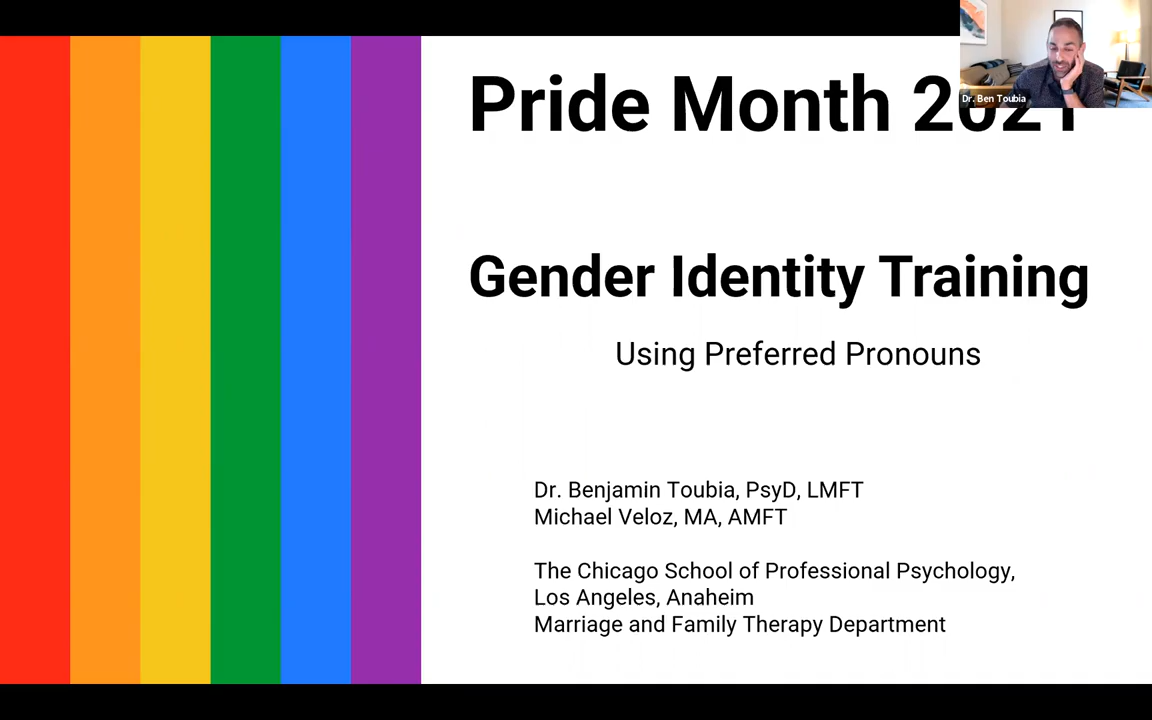 Pride Month 2021
Dr. Ben Toubia
Gender Identity Training
Using Preferred Pronouns
Dr. Benjamin Toubia, PsyD, LMFT
Michael Veloz, MA, AMFT
The Chicago School of Professional Psychology,
Los Angeles, Anaheim
Marriage and Family Therapy Department